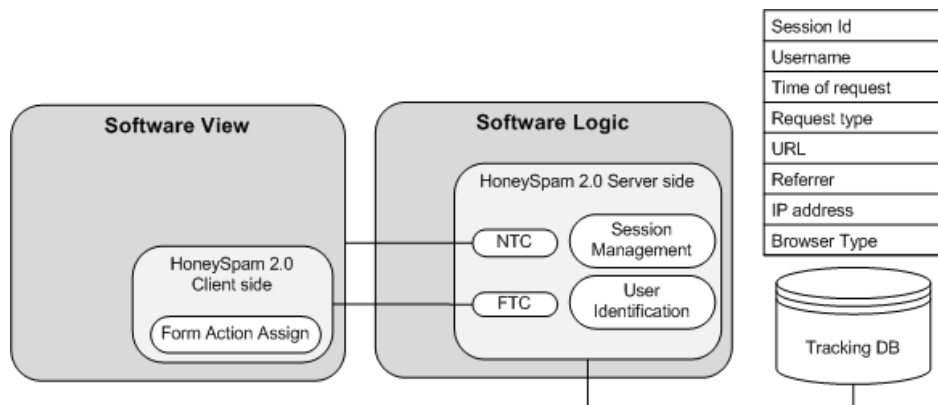 Software View
HoneySpam 2.0
Client side
Form Action Assign
Software Logic
HoneySpam 2.0 Server side
NTC
Session
Management
FTC
User
Identification
Session Id
Username
Time of request
Request type
URL
Referrer
IP address
Browser Type
Tracking DB